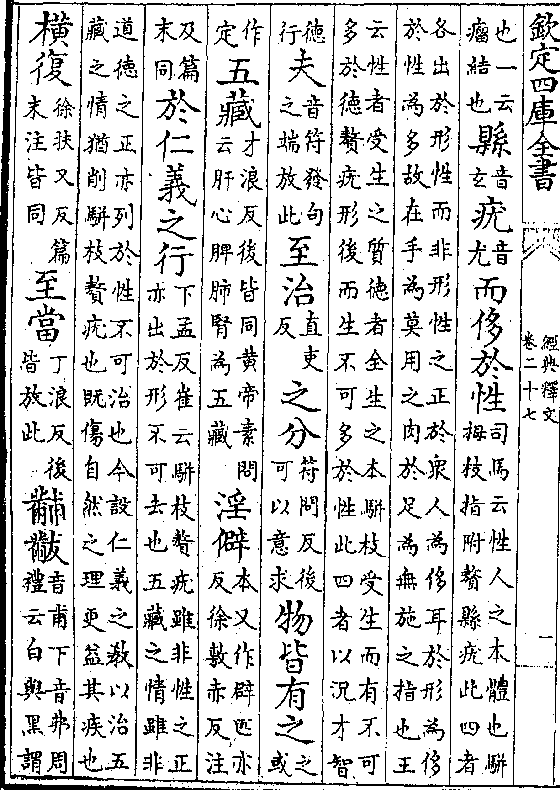 欽定四庫全書
經典釋文
卷二十七
一
也一云瘤結也縣音玄疣音尤而侈於性司馬云性人之本體也駢拇枝指附贅縣疣此四者
各出於形性而非形性之正於衆人為侈耳於形為侈於性為多故在手為莫用之肉於足為無施之指也王
云性者受生之質德者全生之本駢枝受生而有不可多於德贅疣形後而生不可多於性此四者以况才智
德行夫音符發句之端放此至治直吏反之分符問反後可以意求物皆有之之或
作定五藏才浪反後皆同黄帝素問云肝心脾肺腎為五藏淫僻本又作辟匹亦反徐敷赤反注
及篇末同於仁義之行下孟反崔云駢枝贅疣雖非性之正亦出於形不可去也五藏之情雖非
道德之正亦列於性不可治也今設仁義之教以治五藏之情猶削駢枝贅疣也既傷自然之理更益其疾也
橫復徐扶又反篇末注皆同至當丁浪反後皆放此黼黻音甫下音弗周禮云白與黑謂